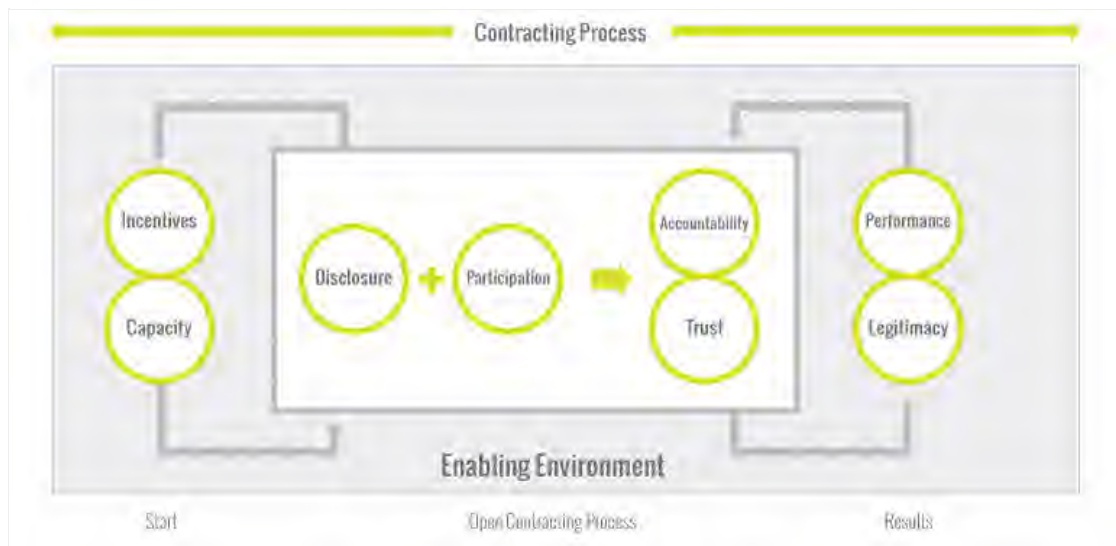 Contracting Process
Incentives
Capacity
Disclosure
Participation
Accountability
Trust
Performance
Legitimacy
Enabling Environment
Start
Open Contracting Process
Results